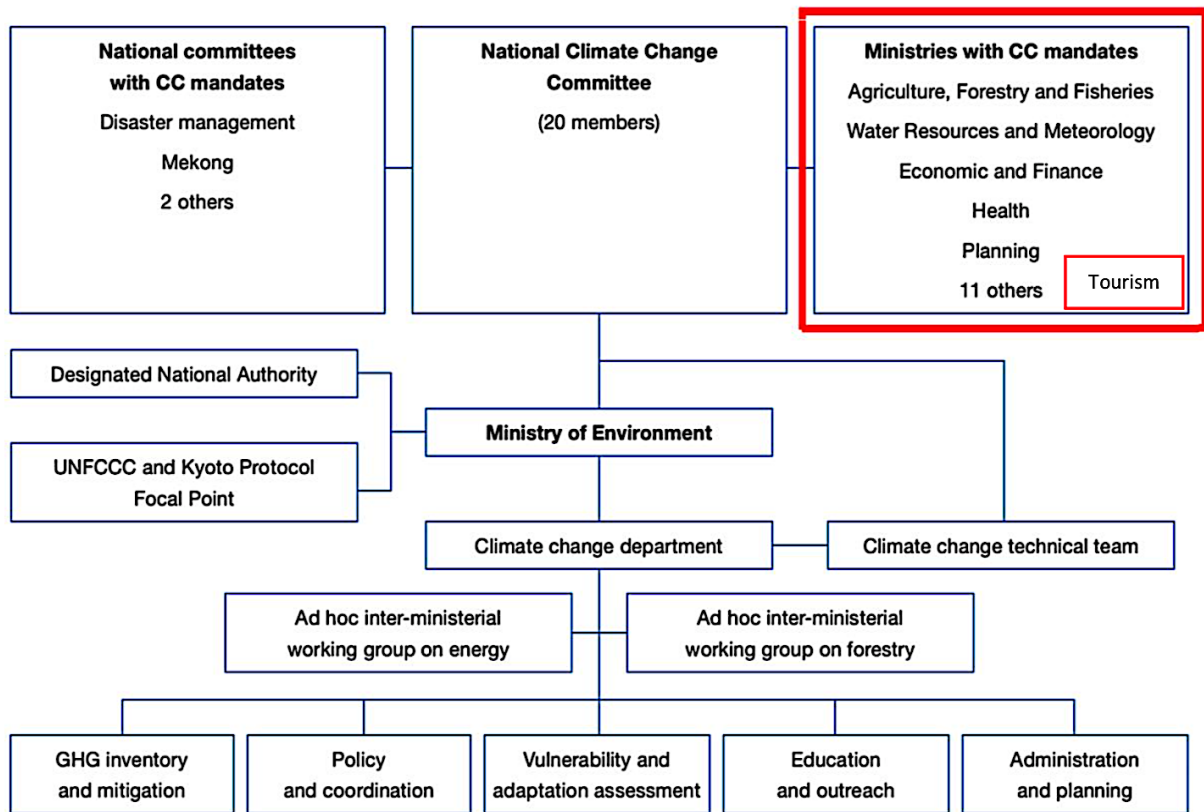 National committees
with CC mandates
Disaster management
Mekong
2 others
National Climate Change
Committee
(20 members)
Ministries with CC mandates
Agriculture, Forestry and Fisheries
Water Resources and Meteorology
Economic and Finance
Health
Planning
11 others
Tourism
Designated National Authority
UNFCCC and Kyoto Protocol
Focal Point
Ministry of Environment
Climate change department
Climate change technical team
Ad hoc inter-ministerial
working group on energy
Ad hoc inter-ministerial
working group on forestry
GHG inventory
and mitigation
Policy
and coordination
Vulnerability and
adaptation assessment
Education
and outreach
Administration
and planning